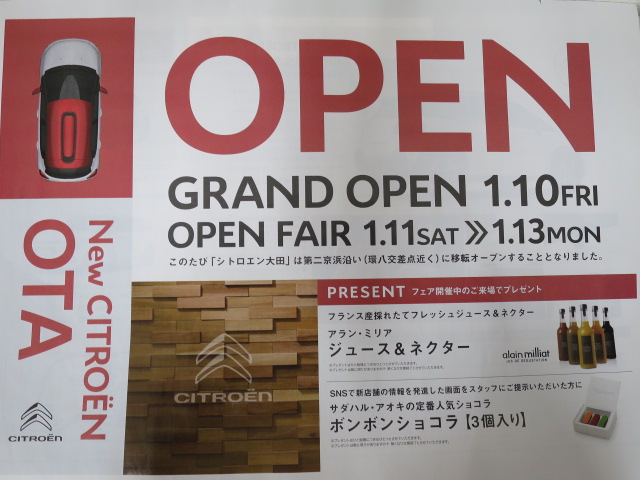 OPEN
GRAND OPEN 1.10FRI
OPEN FAIR 1.11SAT 1.13MON
このたび「シトロエン大田」は第二京浜沿い(環八交差点近く)に移転オープンすることとなりました。
New CITROËN
OTA
CITROËN
CITROËN
PRESENT フェア開催中のご来場でプレゼント
フランス産採れたてフレッシュジュース&ネクター
アラン・ミリア
ジュース&ネクター
alain milliat
SNSで新店舗の情報を発進した画面をスタッフにご提示いただいた方に
サダハル・アオキの定番人気ショコラ
ボンボンショコラ【3個入り】